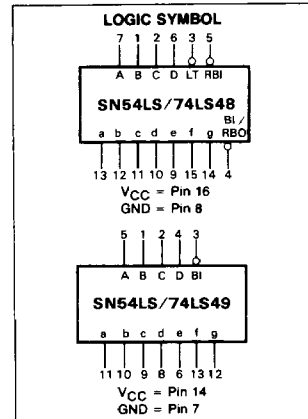 LOGIC SYMBOL
7 1 2 6 3 5
A B C D LT RBI
SN54LS/74LS48
BI/
RBO
a b c d e f g
13 12 11 10 9 15 14 4
VCC = Pin 16
GND = Pin 8
5 1 2 4 3
A B C D BI
SN54LS/74LS49
a b c d e f g
11 10 9 8 6 13 12
VCC = Pin 14
GND = Pin 7